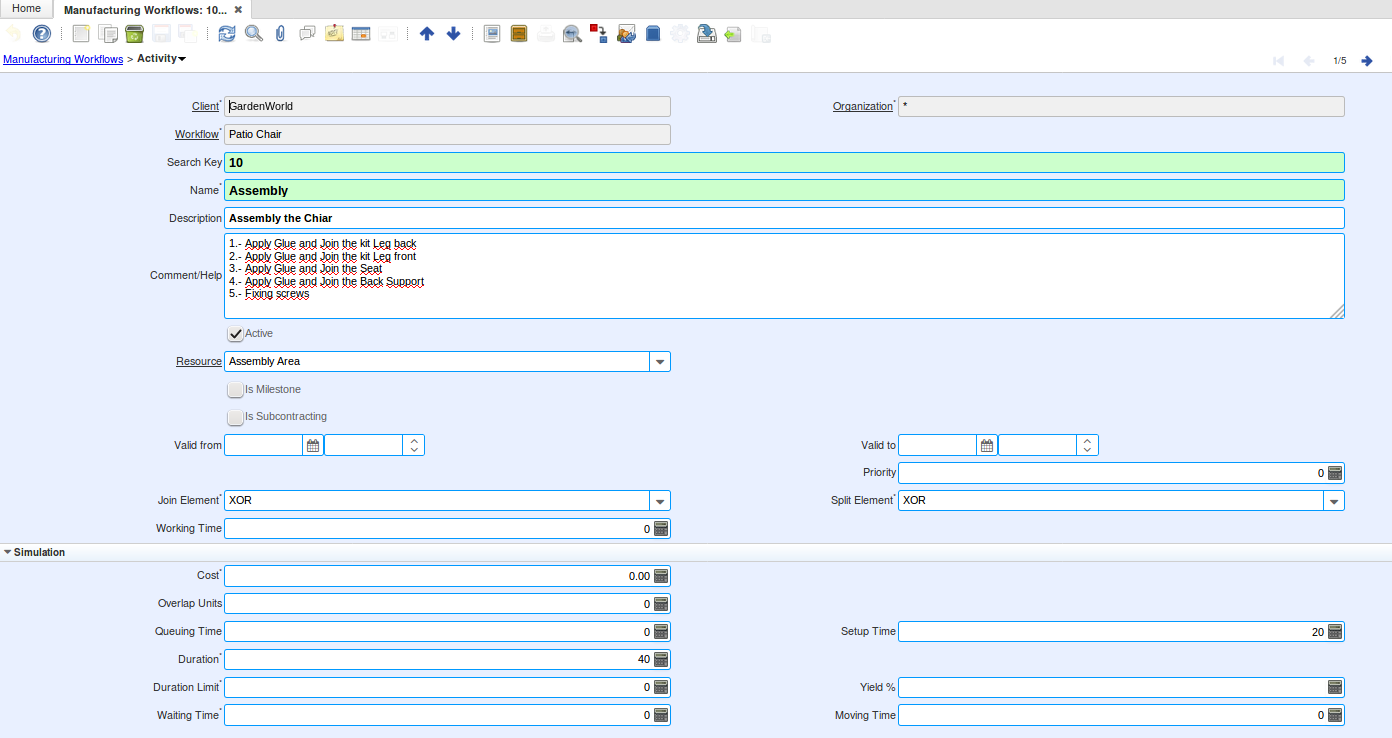 Home
Manufacturing Workflows: 10...
Manufacturing Workflows > Activity
1/5
Client* GardenWorld Organization* *
Workflow* Patio Chair
Search Key 10
Name* Assembly
Description Assembly the Chiar
Comment/Help
1.- Apply Glue and Join the kit Leg back
2.- Apply Glue and Join the kit Leg front
3.- Apply Glue and Join the Seat
4.- Apply Glue and Join the Back Support
5.- Fixing screws
Active
Resource Assembly Area
Is Milestone
Is Subcontracting
Valid from Valid to
Priority 0
Join Element* XOR Split Element* XOR
Working Time 0
Simulation
Cost* 0.00
Overlap Units 0
Queuing Time 0 Setup Time 20
Duration* 40
Duration Limit* 0 Yield %
Waiting Time* 0 Moving Time 0